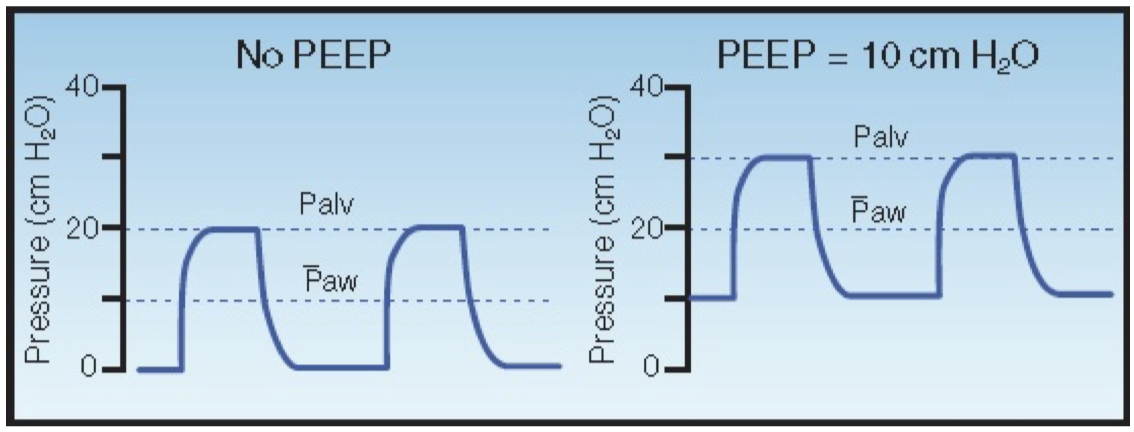 No PEEP
40
20
0
Pressure (cm H₂O)
Palv
P̅aw
PEEP = 10 cm H₂O
40
20
0
Pressure (cm H₂O)
Palv
P̅aw